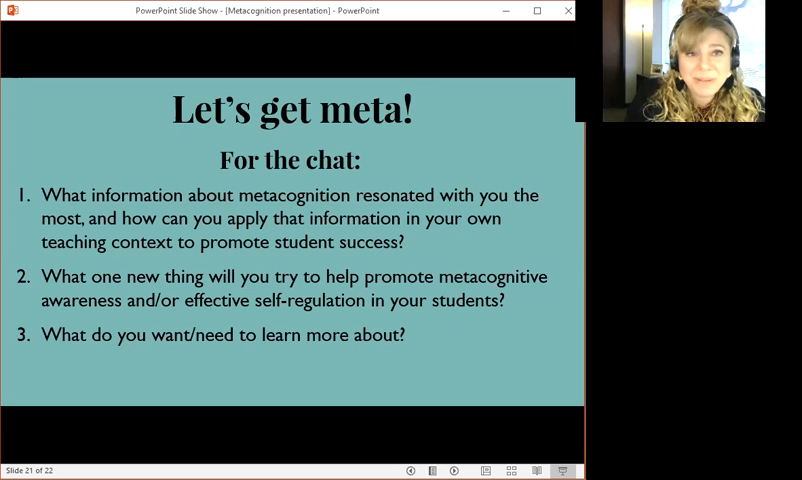 PowerPoint Slide Show - [Metacognition presentation] - PowerPoint
Let's get meta!
For the chat:
1. What information about metacognition resonated with you the
most, and how can you apply that information in your own
teaching context to promote student success?
2. What one new thing will you try to help promote metacognitive
awareness and/or effective self-regulation in your students?
3. What do you want/need to learn more about?
Slide 21 of 22